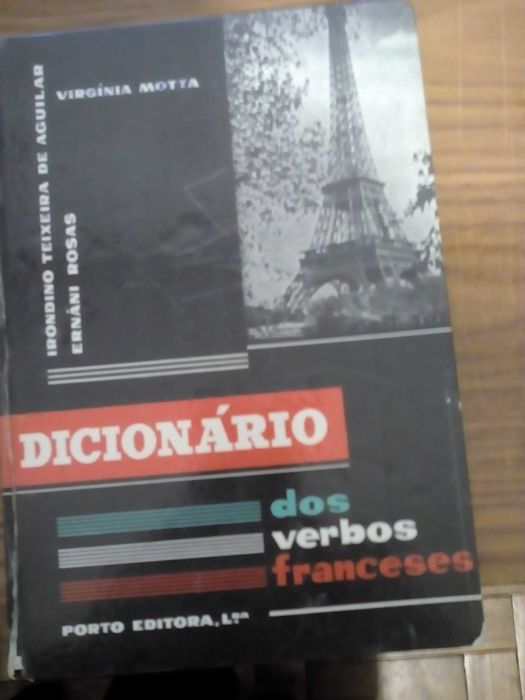 VIRGÍNIA MOTTA
IRONDINO TEIXEIRA DE AGUILAR
ERNÂNI ROSAS
DICIONÁRIO
dos
verbos
franceses
PORTO EDITORA, L.DA